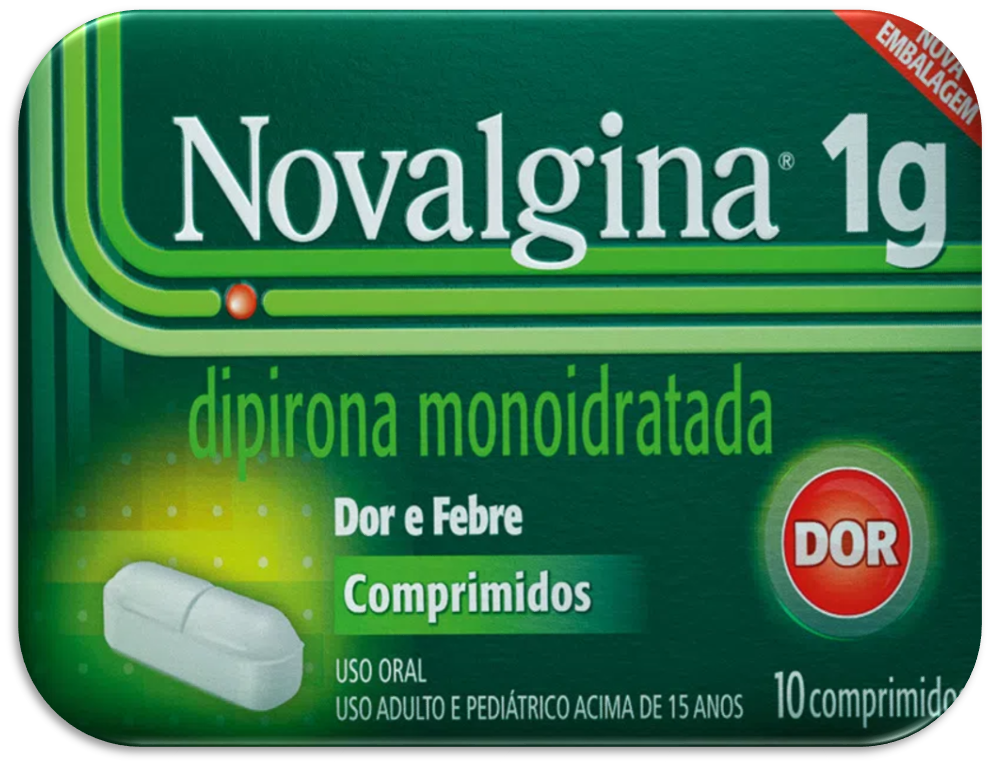 NOVA
EMBALAGEM
Novalgina® 1g
dipirona monoidratada
Dor e Febre
DOR
Comprimidos
USO ORAL
USO ADULTO E PEDIÁTRICO ACIMA DE 15 ANOS
10 comprimido